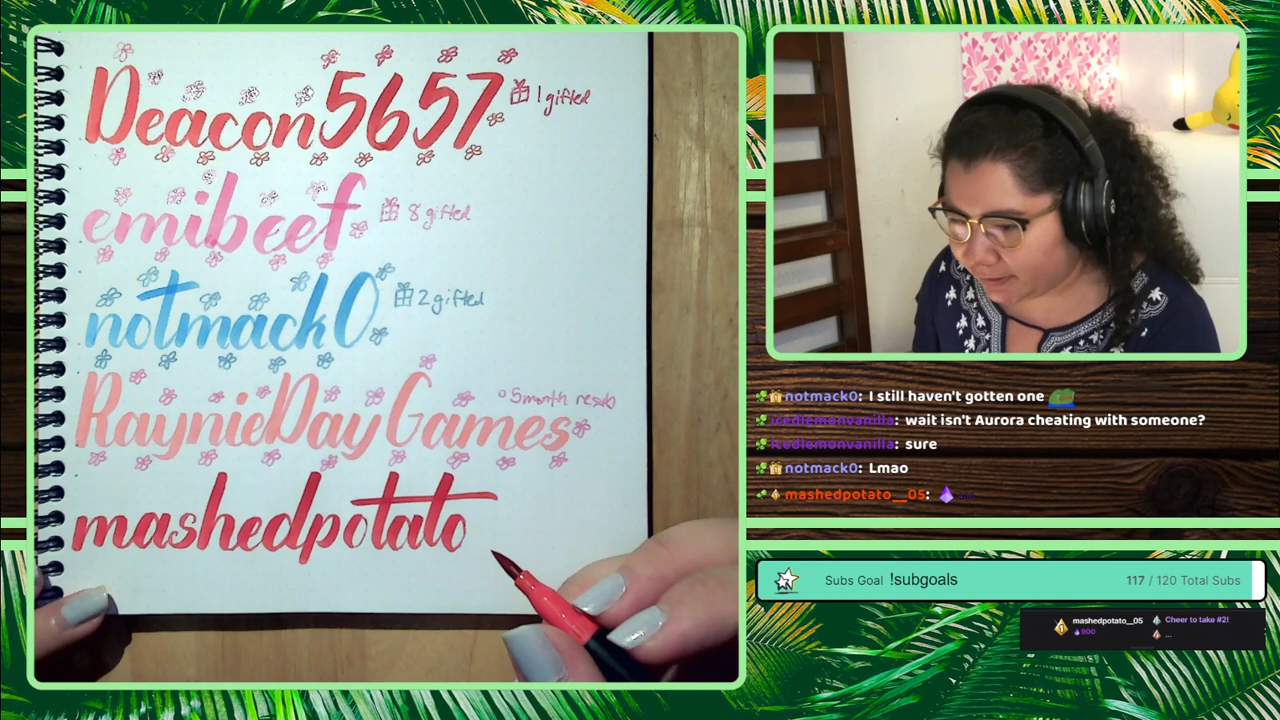 Deacon5657 1 gifted
emibeef 8 gifted
notmack0 2 gifted
RaynieDayGames 5 month resub
mashedpotato
notmack0: I still haven't gotten one
icedlemonvanilla: wait isn't Aurora cheating with someone?
icedlemonvanilla: sure
notmack0: Lmao
mashedpotato__05:
Subs Goal !subgoals 117 / 120 Total Subs
1 mashedpotato__05 Cheer to take #2!
900 ...